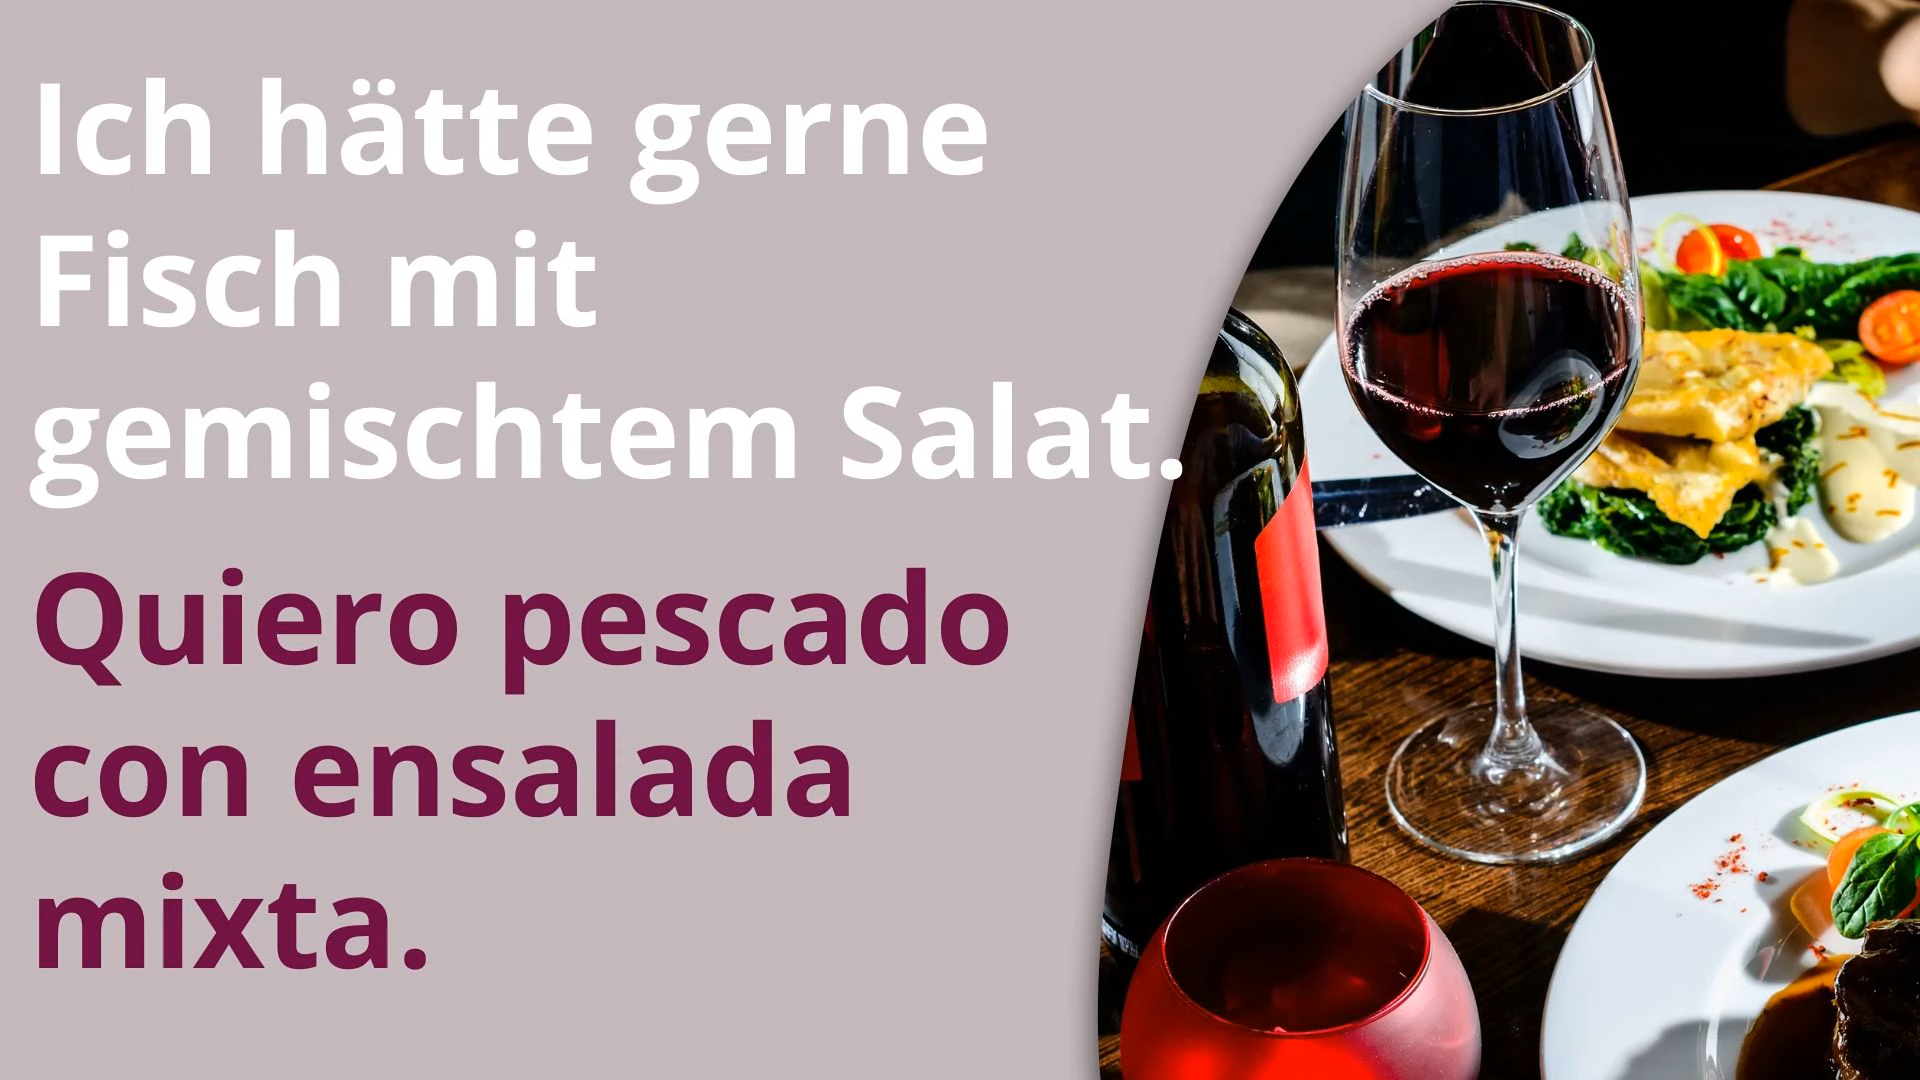 Ich hätte gerne
Fisch mit
gemischtem Salat.
Quiero pescado
con ensalada
mixta.